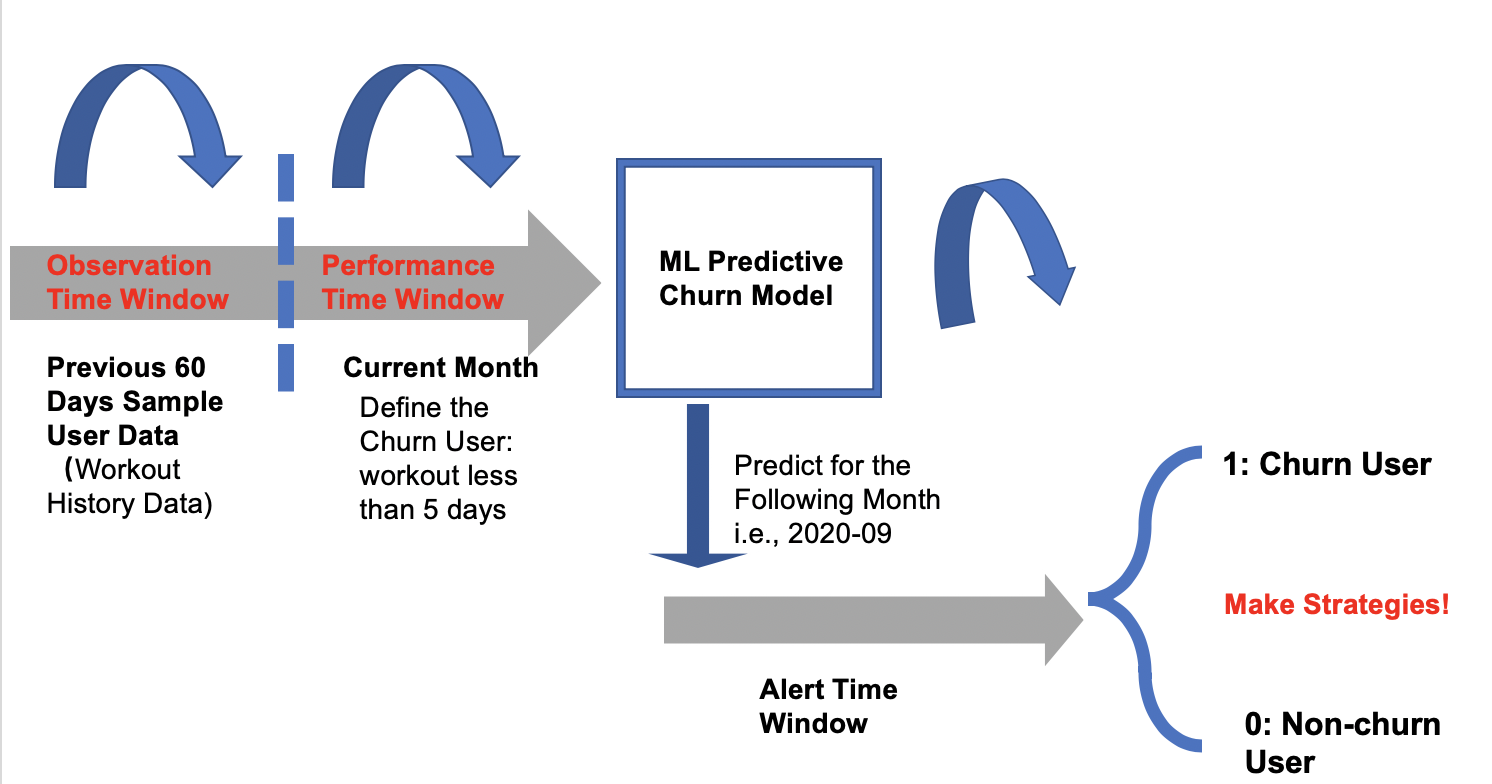 Observation
Time Window
Performance
Time Window
Previous 60
Days Sample
User Data
(Workout
History Data)
Current Month
Define the
Churn User:
workout less
than 5 days
ML Predictive
Churn Model
Predict for the
Following Month
i.e., 2020-09
Alert Time
Window
1: Churn User
Make Strategies!
0: Non-churn
User